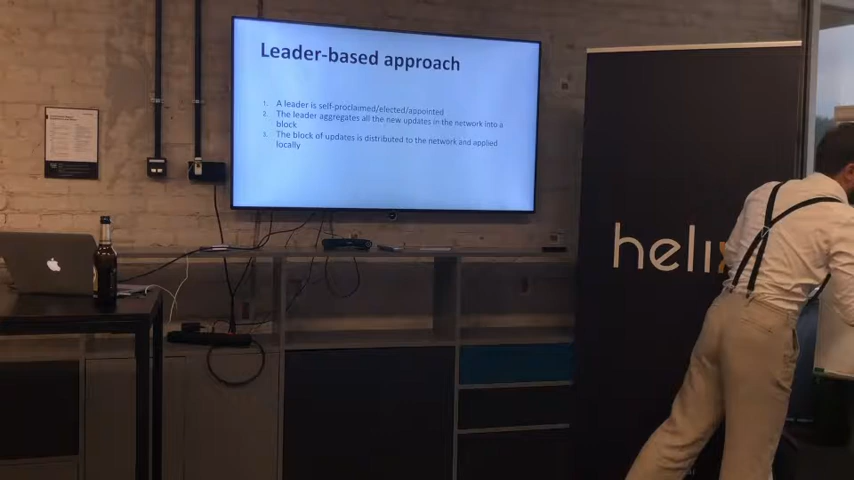 Leader-based approach
1. A leader is self-proclaimed/elected/appointed
2. The leader aggregates all the new updates in the network into a
block
3. The block of updates is distributed to the network and applied
locally
helix